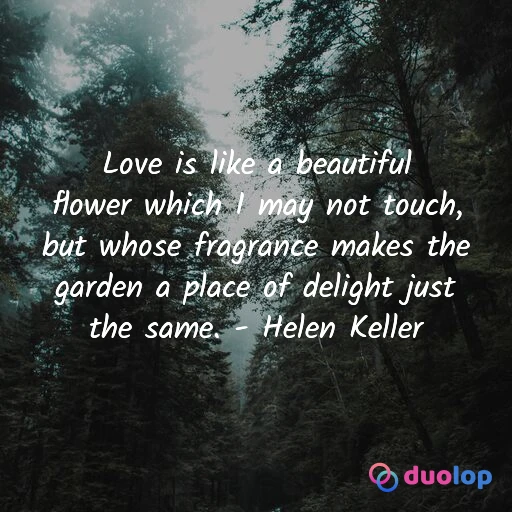 Love is like a beautiful
flower which I may not touch,
but whose fragrance makes the
garden a place of delight just
the same. - Helen Keller
duolop